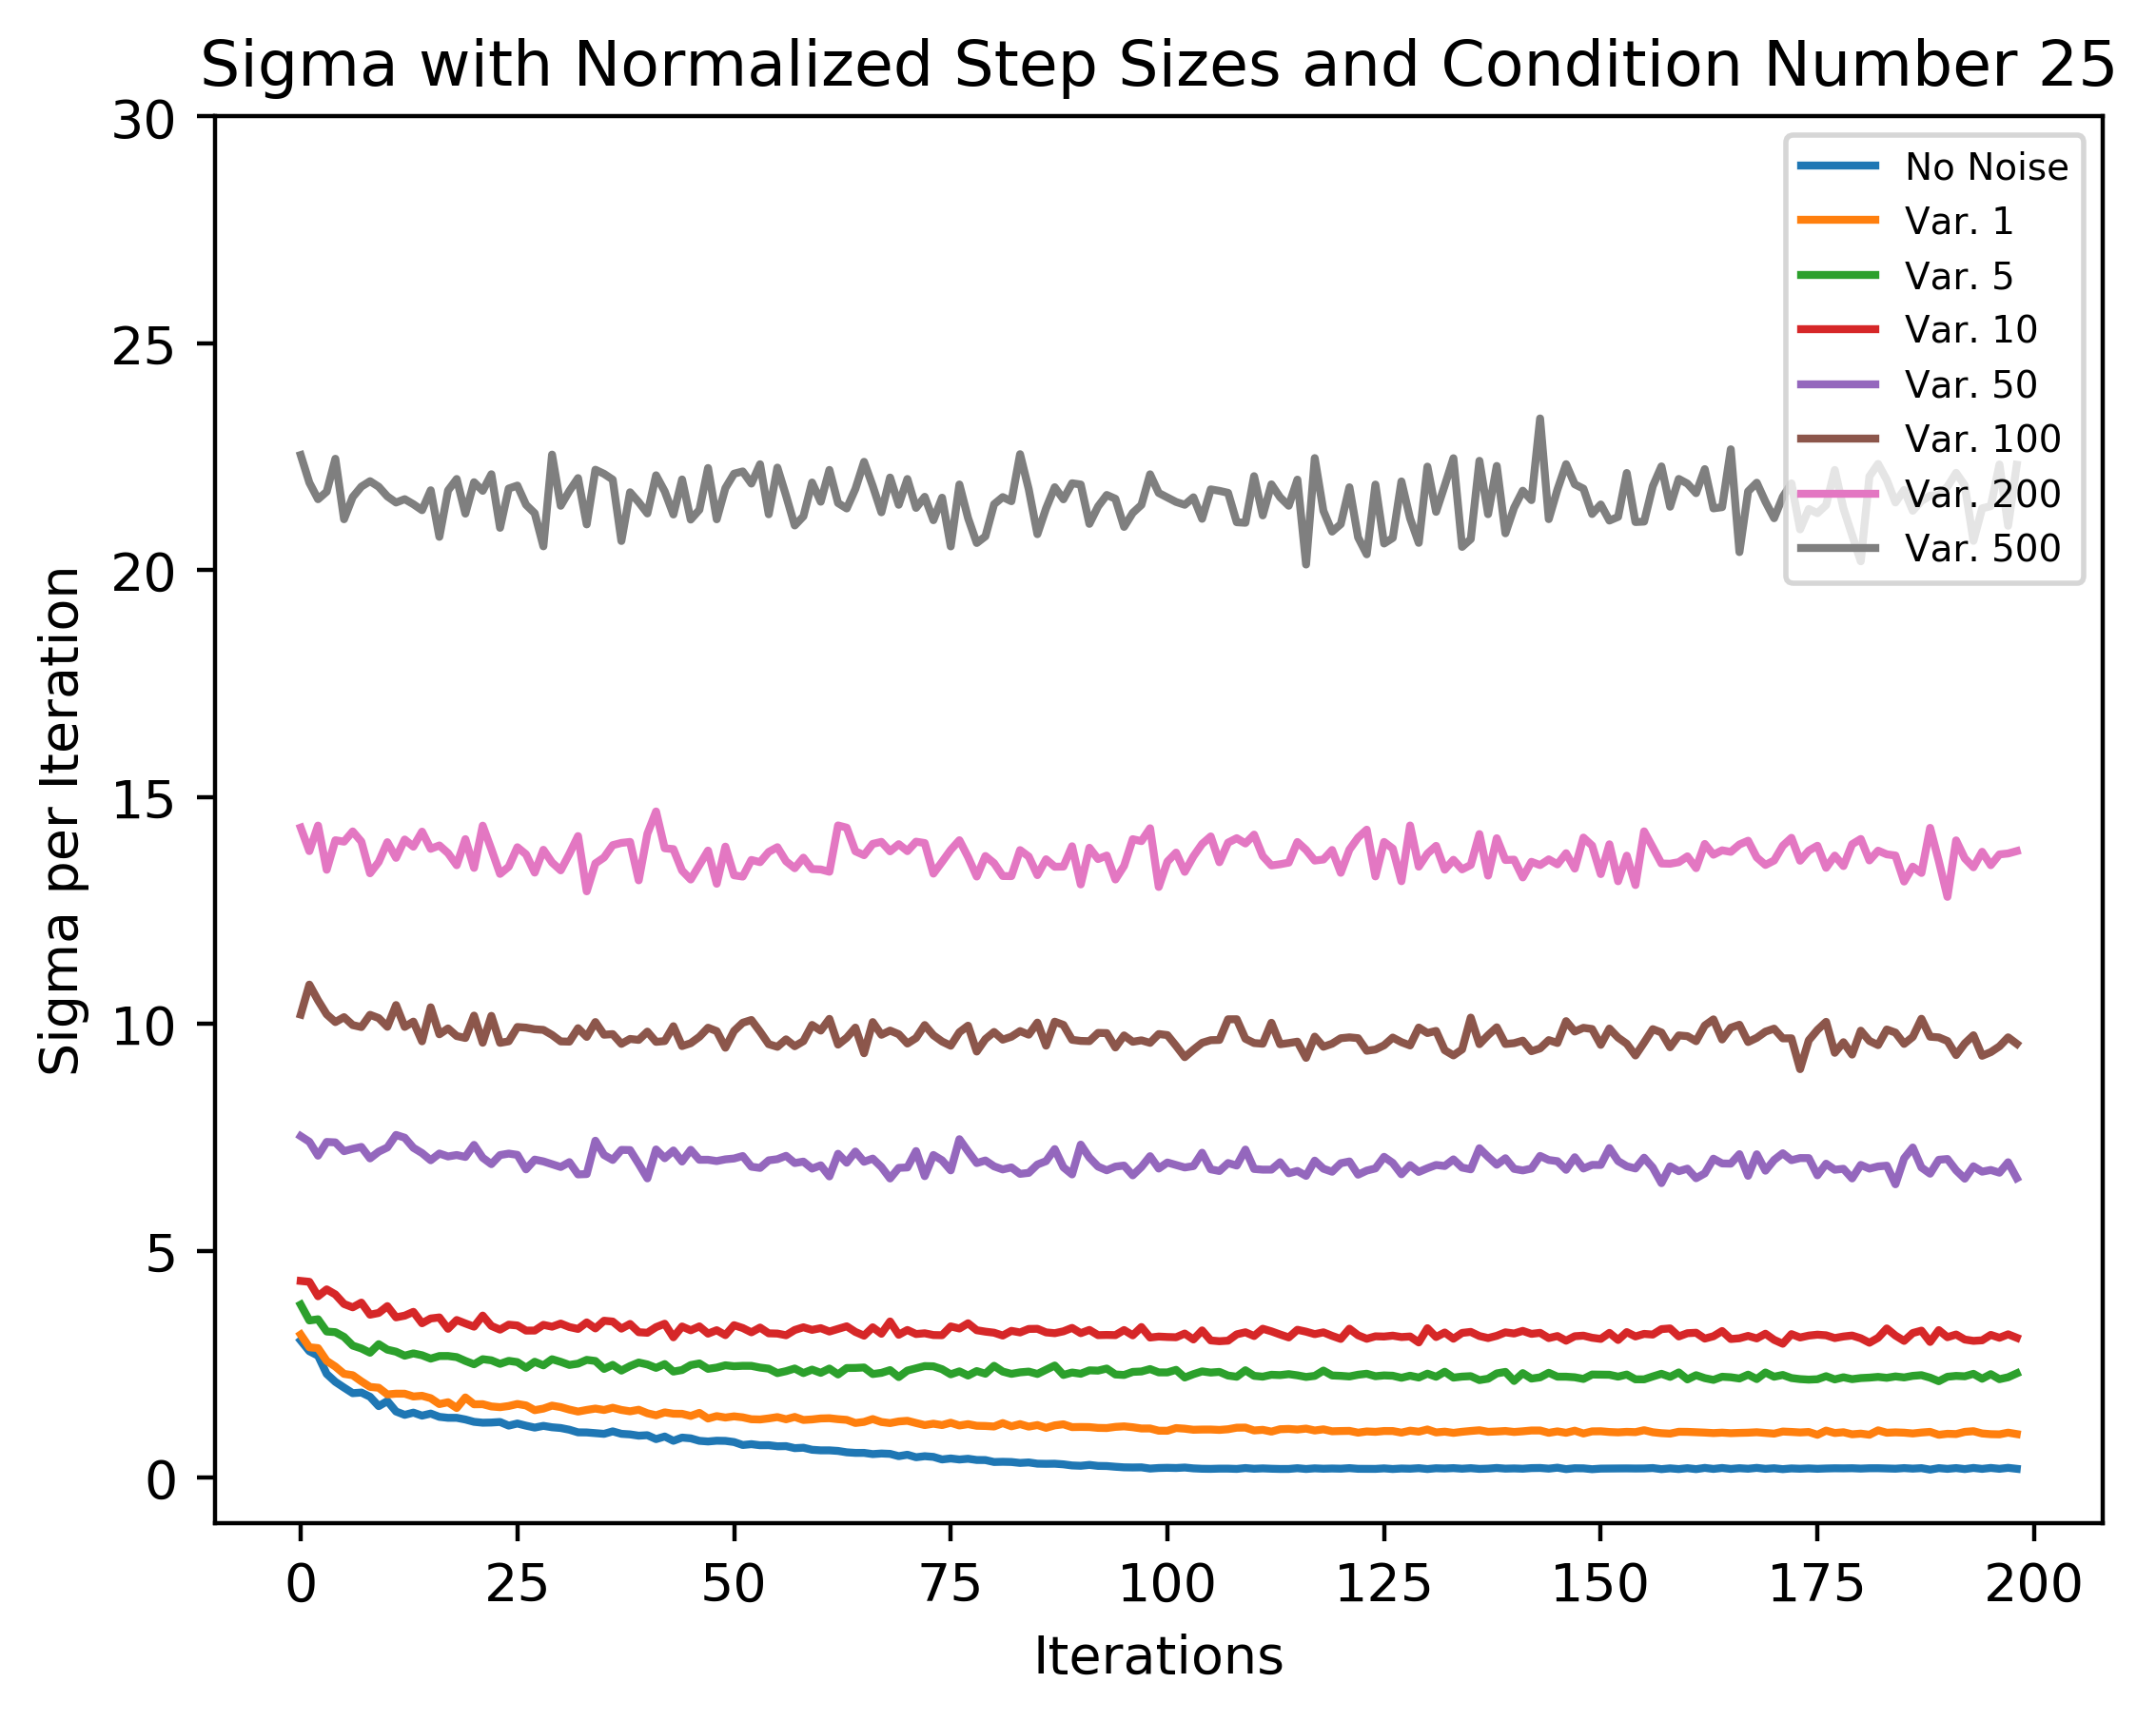 Sigma with Normalized Step Sizes and Condition Number 25
30
25
20
15
10
5
0
Sigma per Iteration
No Noise
Var. 1
Var. 5
Var. 10
Var. 50
Var. 100
Var. 200
Var. 500
0 25 50 75 100 125 150 175 200
Iterations